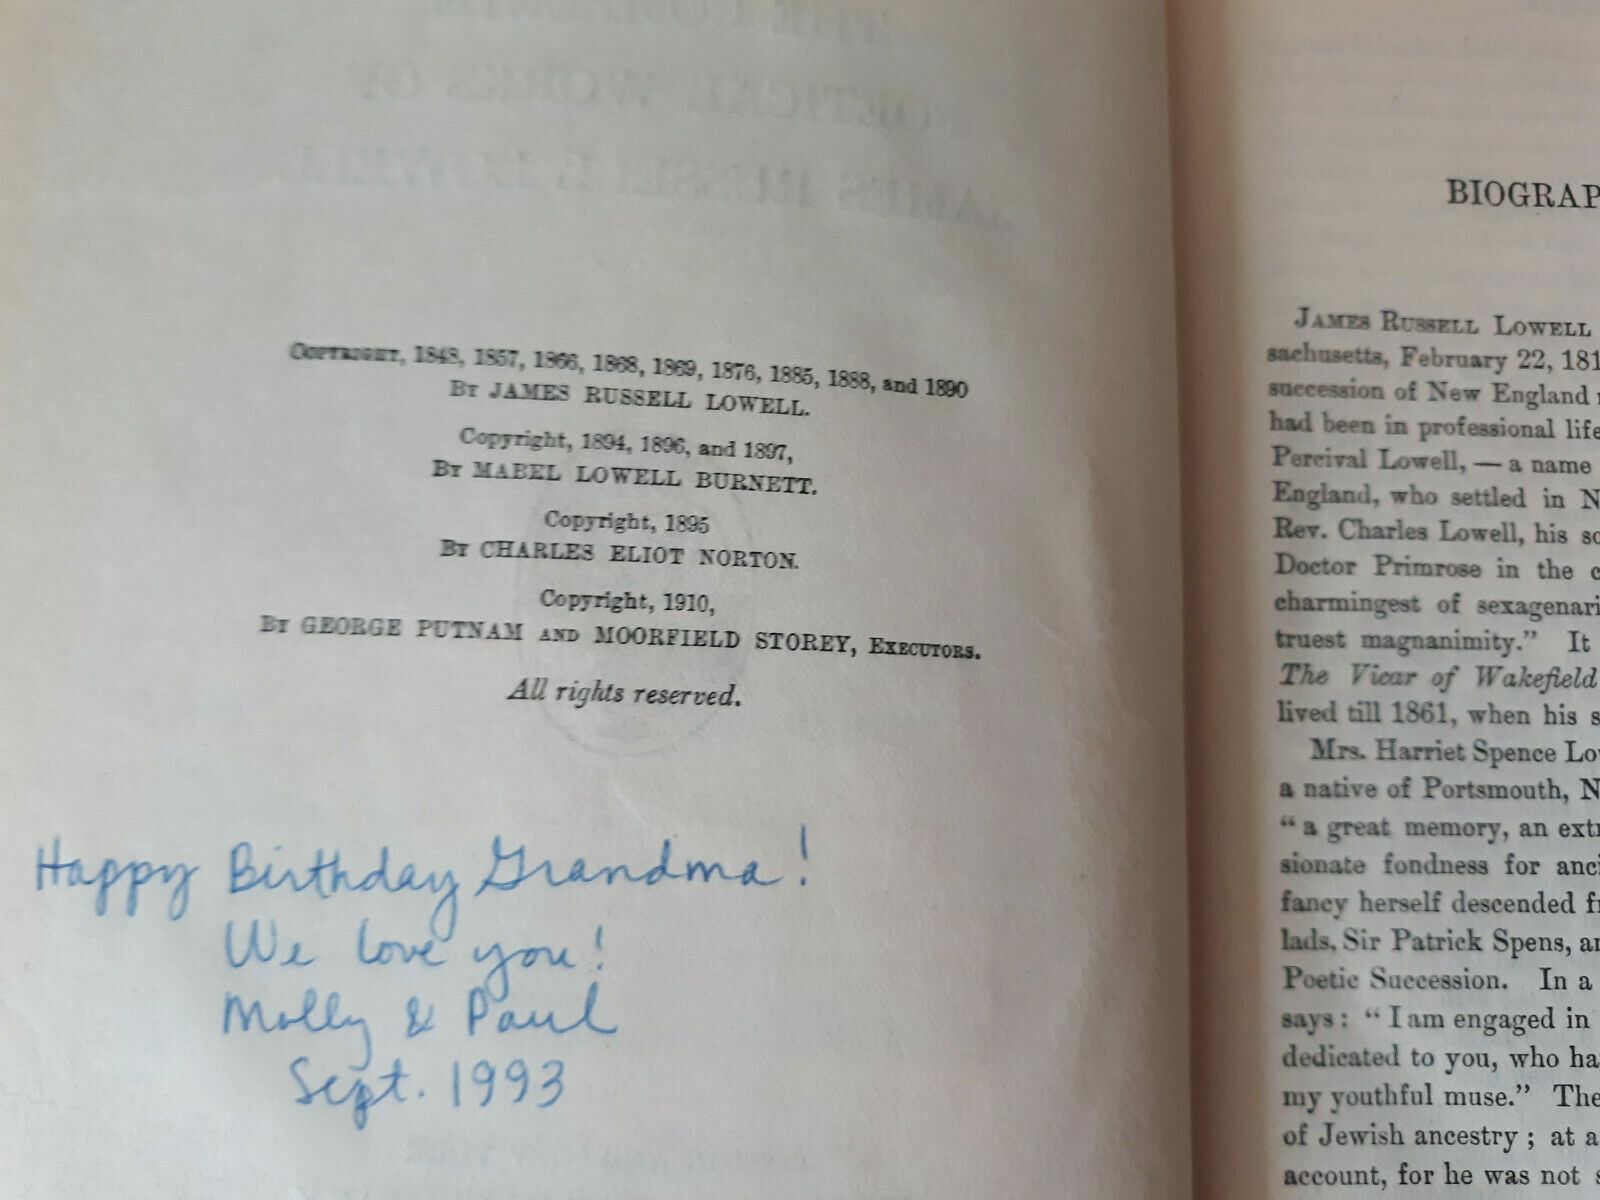 COPYRIGHT, 1848, 1857, 1866, 1868, 1869, 1876, 1885, 1888, and 1890
BY JAMES RUSSELL LOWELL.
Copyright, 1894, 1896, and 1897,
BY MABEL LOWELL BURNETT.
Copyright, 1895
BY CHARLES ELIOT NORTON.
Copyright, 1910,
BY GEORGE PUTNAM AND MOORFIELD STOREY, EXECUTORS.
All rights reserved.
Happy Birthday Grandma!
We love you!
Molly & Paul
Sept. 1993
BIOGRAP
JAMES RUSSELL LOWELL
sachusetts, February 22, 181
succession of New England
had been in professional life
Percival Lowell, — a name
England, who settled in N
Rev. Charles Lowell, his so
Doctor Primrose in the c
charmingest of sexagenari
truest magnanimity." It
The Vicar of Wakefield
lived till 1861, when his s
Mrs. Harriet Spence Lo
a native of Portsmouth, N
"a great memory, an extr
sionate fondness for anci
fancy herself descended fr
lads, Sir Patrick Spens, an
Poetic Succession. In a
says: "I am engaged in
dedicated to you, who ha
my youthful muse." The
of Jewish ancestry; at a
account, for he was not s